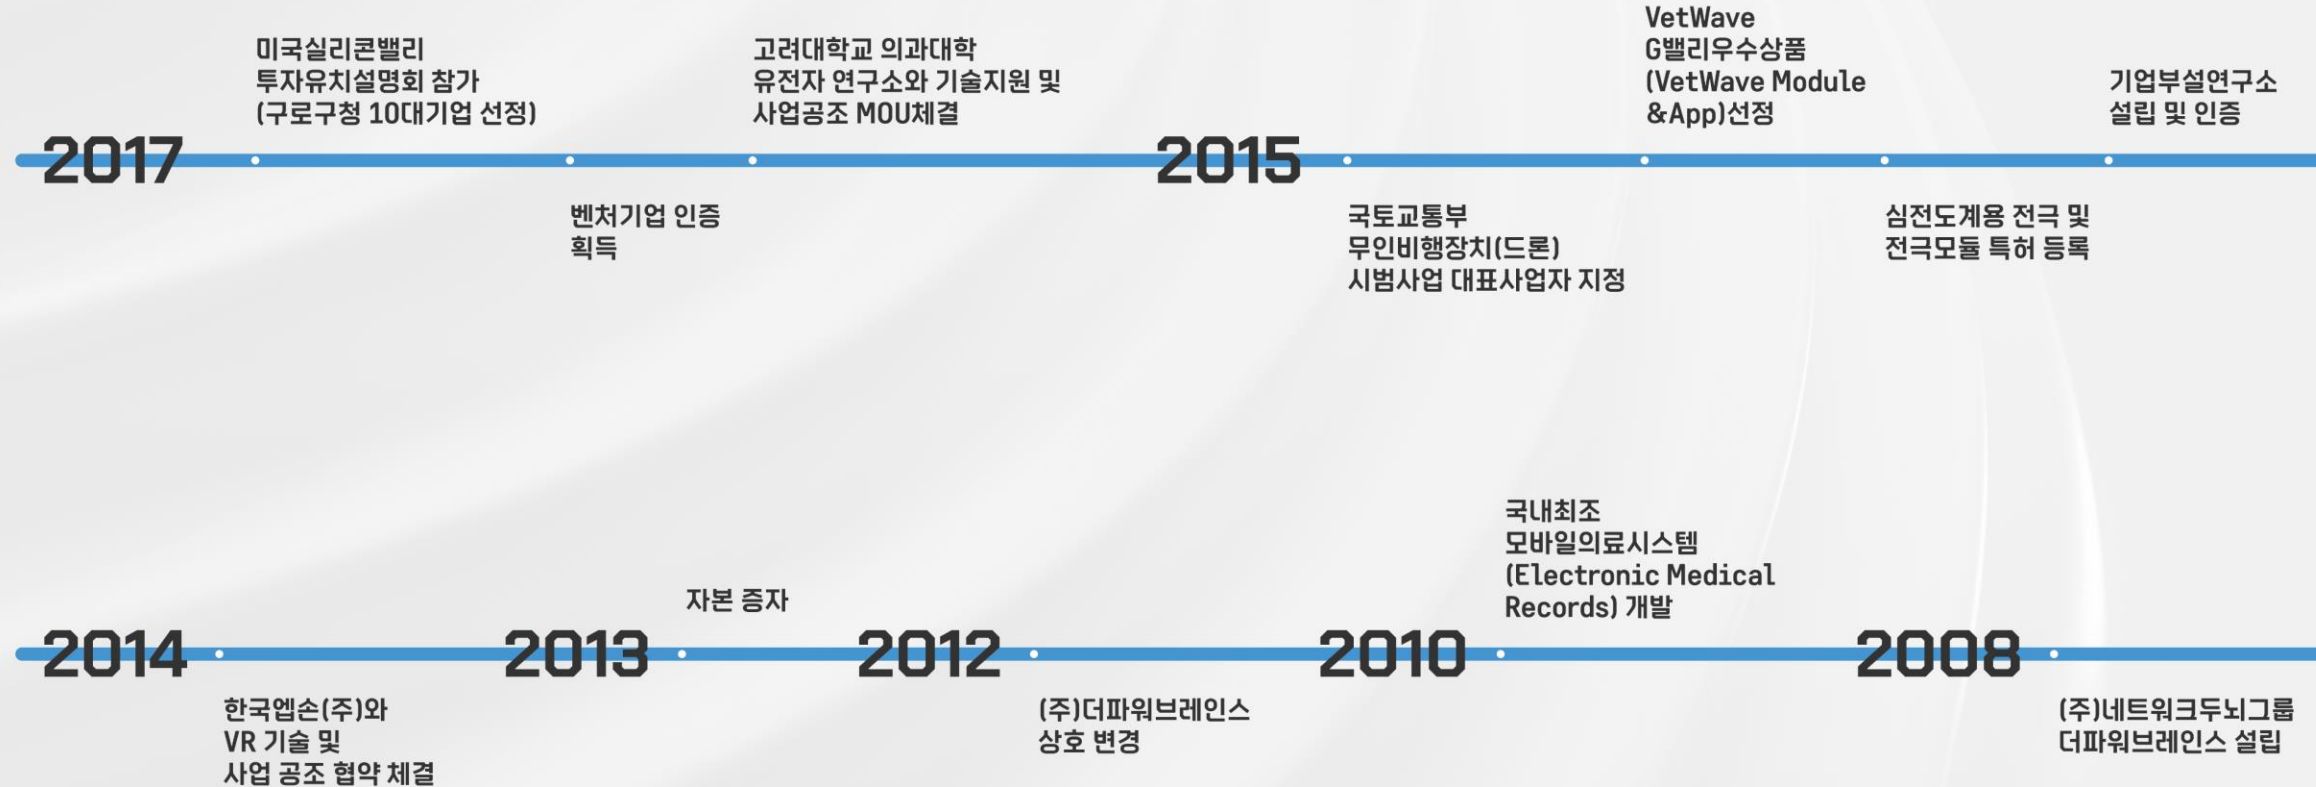 2017
미국실리콘밸리
투자유치설명회 참가
(구로구청 10대기업 선정)
벤처기업 인증
획득
고려대학교 의과대학
유전자 연구소와 기술지원 및
사업공조 MOU체결
2015
국토교통부
무인비행장치(드론)
시범사업 대표사업자 지정
VetWave
G밸리우수상품
(VetWave Module
&App)선정
심전도계용 전극 및
전극모듈 특허 등록
기업부설연구소
설립 및 인증
2014
한국엡손(주)와
VR 기술 및
사업 공조 협약 체결
2013
자본 증자
2012
(주)더파워브레인스
상호 변경
2010
국내최조
모바일의료시스템
(Electronic Medical
Records) 개발
2008
(주)네트워크두뇌그룹
더파워브레인스 설립